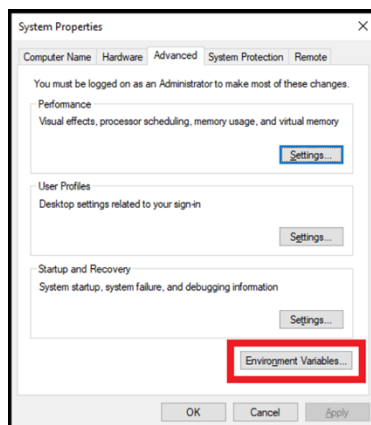 System Properties
Computer Name Hardware Advanced System Protection Remote
You must be logged on as an Administrator to make most of these changes.
Performance
Visual effects, processor scheduling, memory usage, and virtual memory
Settings...
User Profiles
Desktop settings related to your sign-in
Settings...
Startup and Recovery
System startup, system failure, and debugging information
Settings...
Environment Variables...
OK Cancel Apply